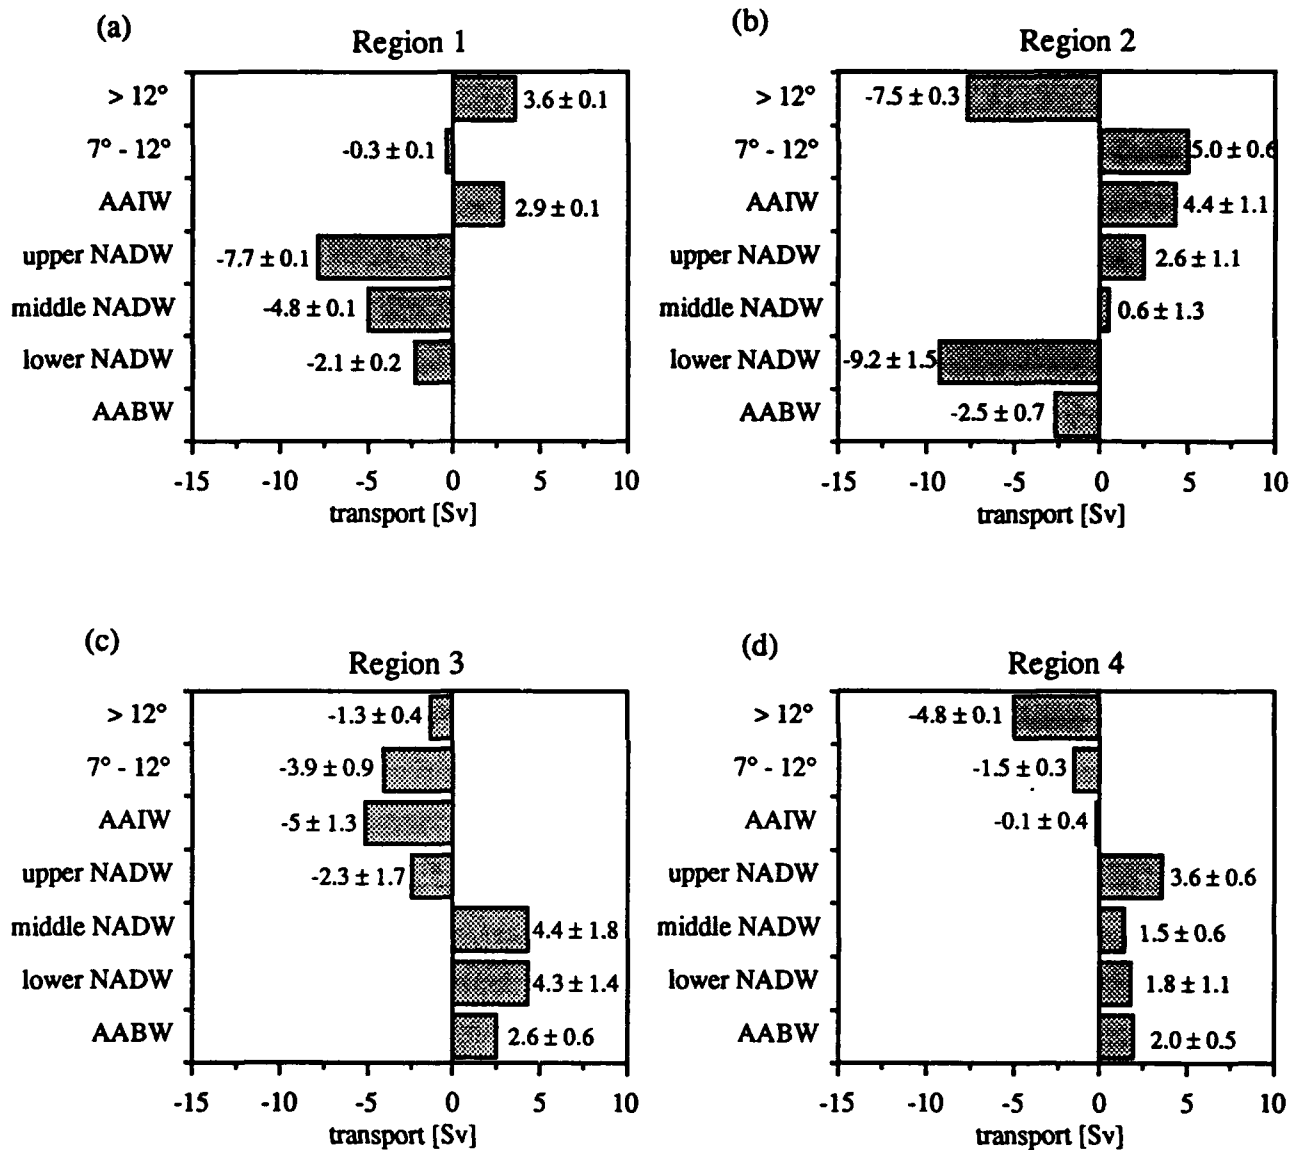 (a)
Region 1
> 12°
3.6 ± 0.1
7° - 12°
-0.3 ± 0.1
AAIW
2.9 ± 0.1
upper NADW
-7.7 ± 0.1
middle NADW
-4.8 ± 0.1
lower NADW
-2.1 ± 0.2
AABW
-15 -10 -5 0 5 10
transport [Sv]
(b)
Region 2
> 12°
-7.5 ± 0.3
7° - 12°
5.0 ± 0.6
AAIW
4.4 ± 1.1
upper NADW
2.6 ± 1.1
middle NADW
0.6 ± 1.3
lower NADW
-9.2 ± 1.5
AABW
-2.5 ± 0.7
-15 -10 -5 0 5 10
transport [Sv]
(c)
Region 3
> 12°
-1.3 ± 0.4
7° - 12°
-3.9 ± 0.9
AAIW
-5 ± 1.3
upper NADW
-2.3 ± 1.7
middle NADW
4.4 ± 1.8
lower NADW
4.3 ± 1.4
AABW
2.6 ± 0.6
-15 -10 -5 0 5 10
transport [Sv]
(d)
Region 4
> 12°
-4.8 ± 0.1
7° - 12°
-1.5 ± 0.3
AAIW
-0.1 ± 0.4
upper NADW
3.6 ± 0.6
middle NADW
1.5 ± 0.6
lower NADW
1.8 ± 1.1
AABW
2.0 ± 0.5
-15 -10 -5 0 5 10
transport [Sv]